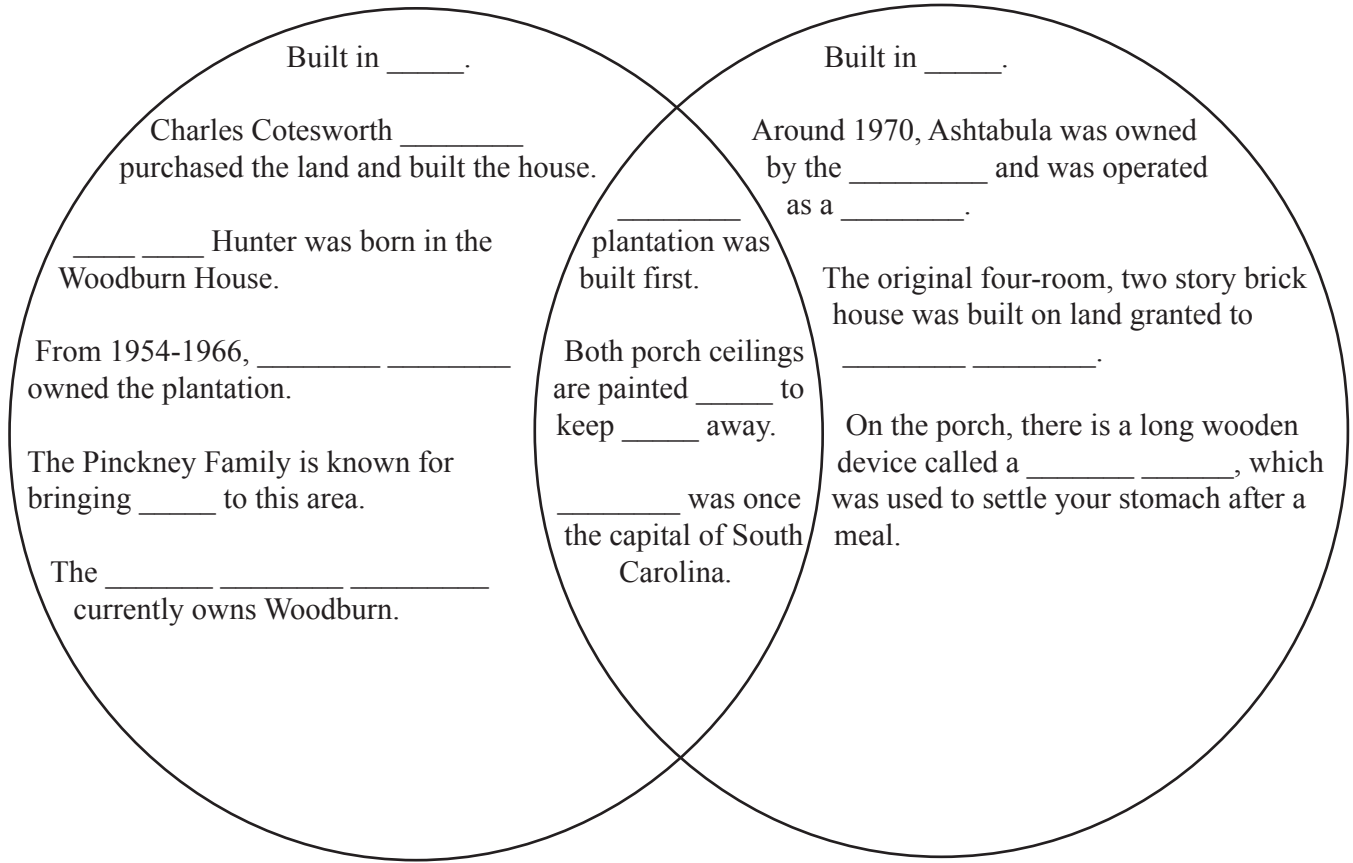 Built in _____.
Charles Cotesworth ________
purchased the land and built the house.
____ ____ Hunter was born in the
Woodburn House.
From 1954-1966, ________ ________
owned the plantation.
The Pinckney Family is known for
bringing _____ to this area.
The _______ ________ _________
currently owns Woodburn.
________
plantation was
built first.
Both porch ceilings
are painted _____ to
keep _____ away.
________ was once
the capital of South
Carolina.
Built in _____.
Around 1970, Ashtabula was owned
by the _________ and was operated
as a ________.
The original four-room, two story brick
house was built on land granted to
________ ________.
On the porch, there is a long wooden
device called a _______ ______, which
was used to settle your stomach after a
meal.